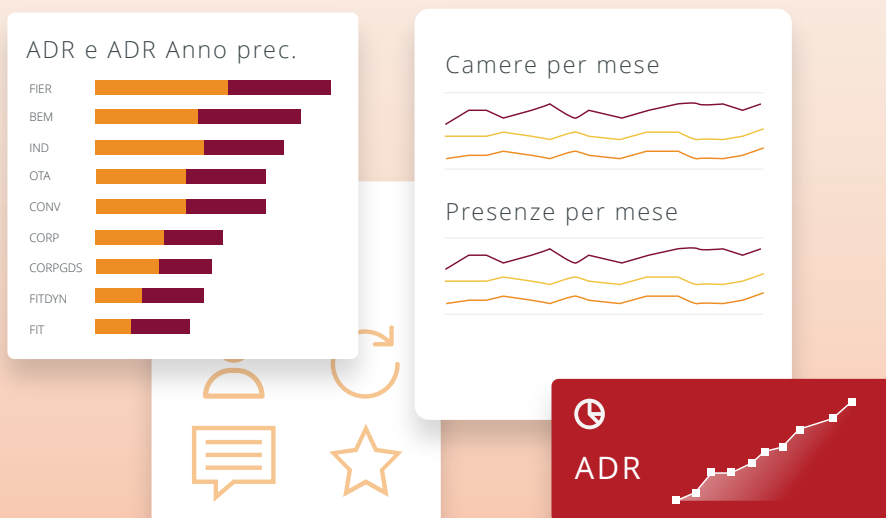 ADR e ADR Anno prec.
FIER
BEM
IND
OTA
CONV
CORP
CORPGDS
FITDYN
FIT
Camere per mese
Presenze per mese
ADR